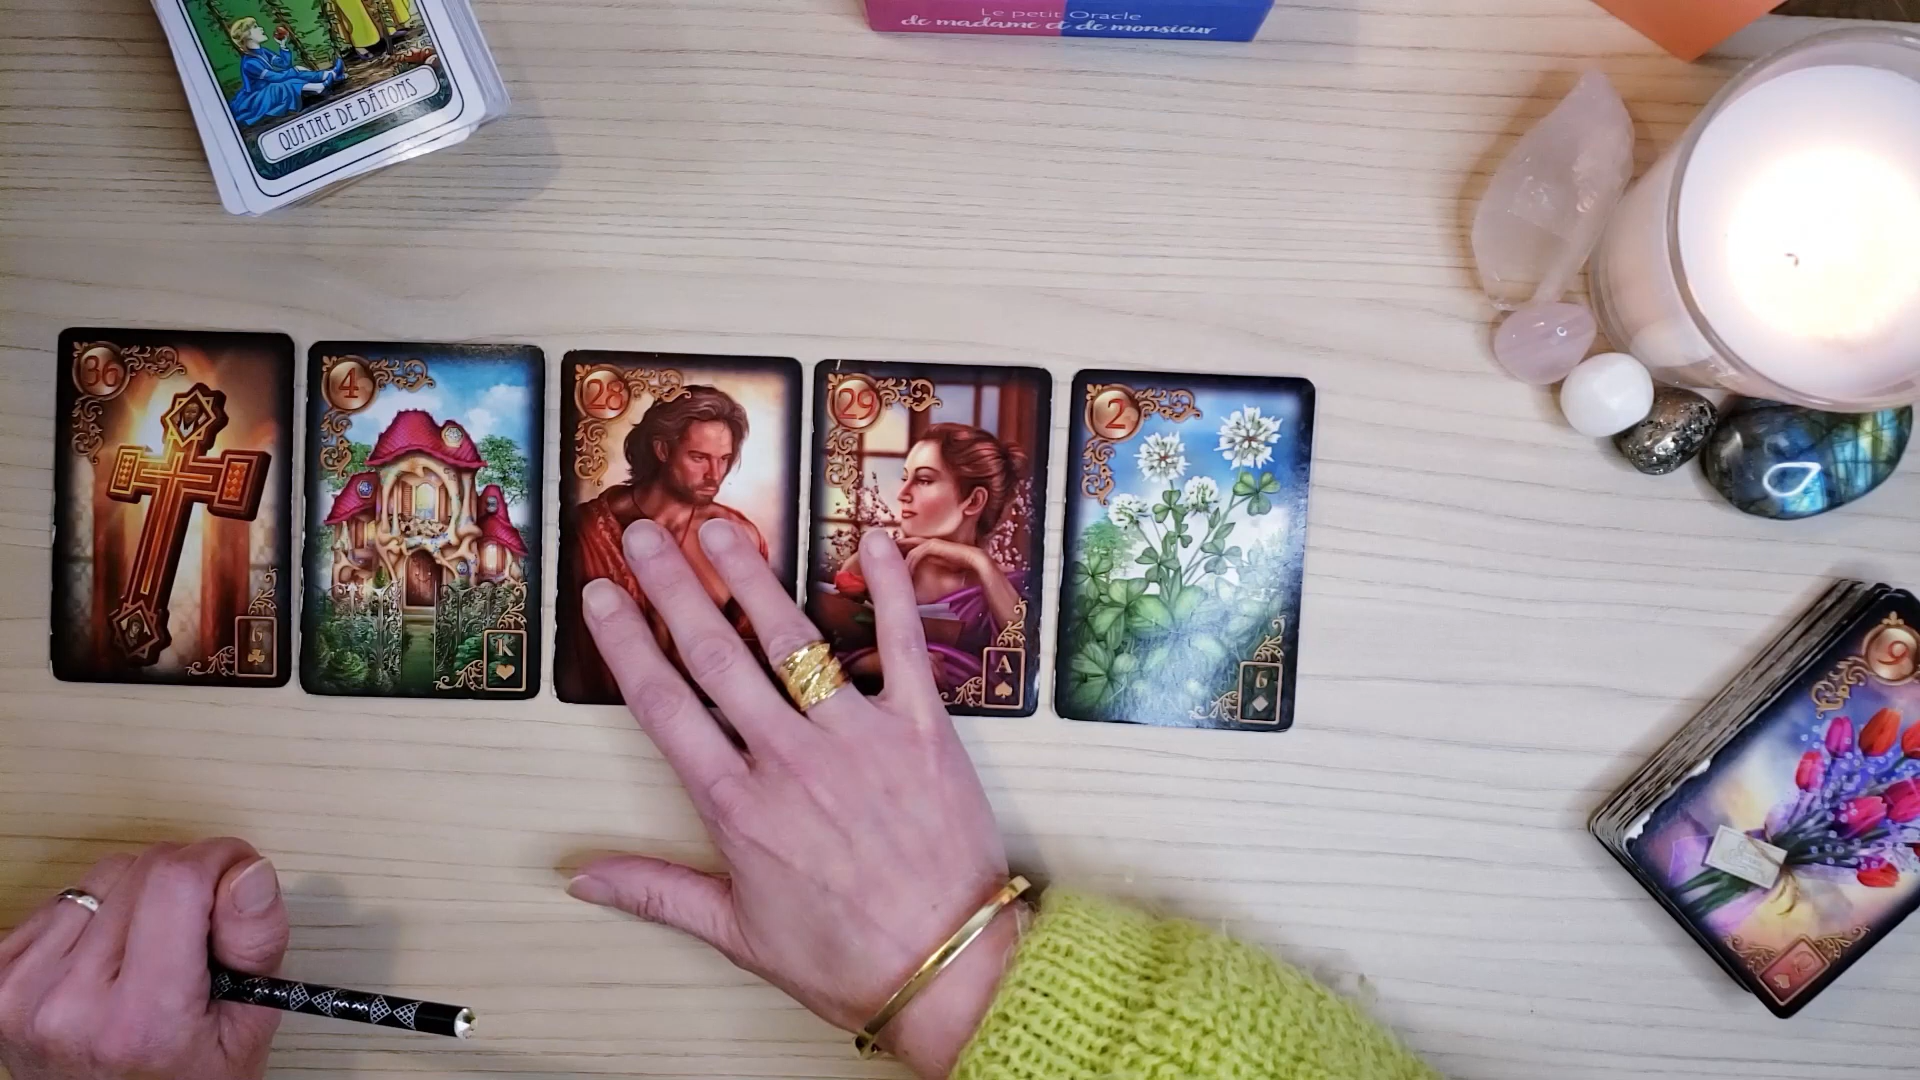 Le petit Oracle
de madame et de monsieur
QUATRE DE BÂTONS
36
6
4
K
28
29
A
2
6
9
Q